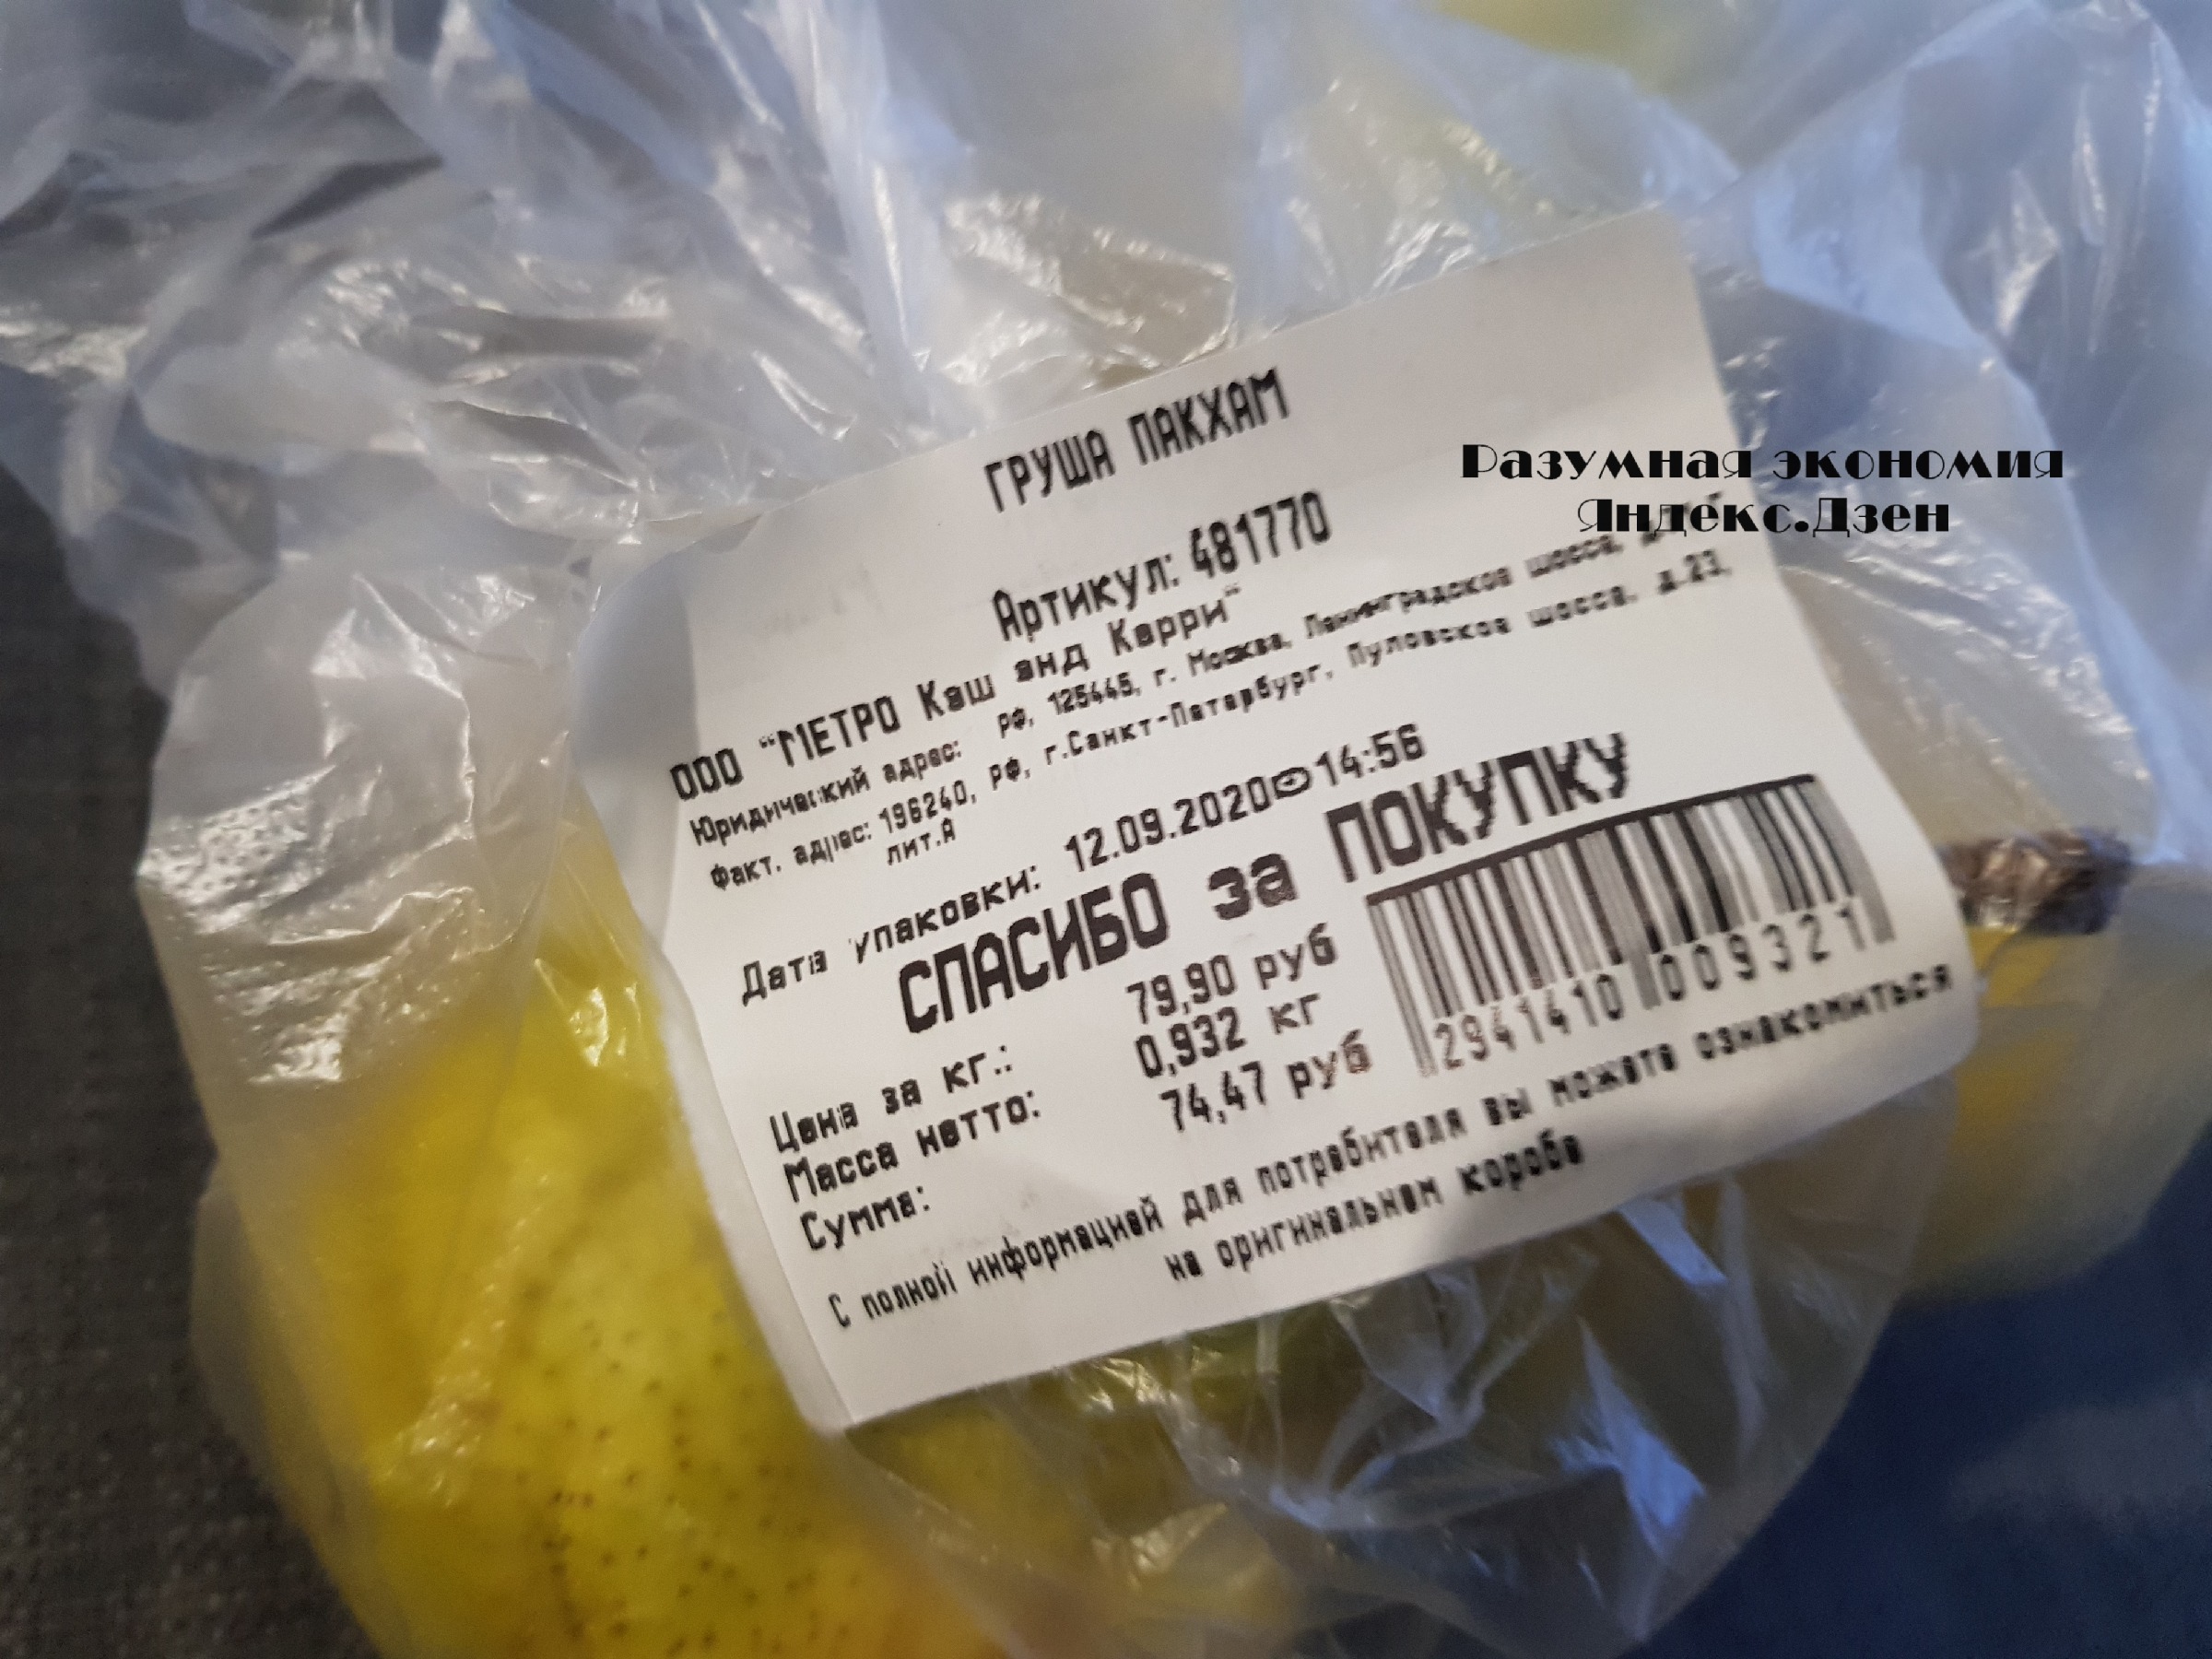 ГРУША ПАКХАМ
Артикул: 481770
ООО "МЕТРО Кэш энд Керри"
Юридический адрес: РФ, 125445, г. Москва, Ленинградское шоссе,
Факт. адрес: 196240, РФ, г.Санкт-Петербург, Пуловское шоссе, д.23,
лит.А
Дата упаковки: 12.09.2020 14:56
СПАСИБО за ПОКУПКУ
Цена за кг.: 79,90 руб
Масса нетто: 0,932 кг
Сумма: 74,47 руб
2941410 009321
С полной информацией для потребителя вы можете ознакомиться
на оригинальном коробе
Разумная экономия
Яндекс.Дзен